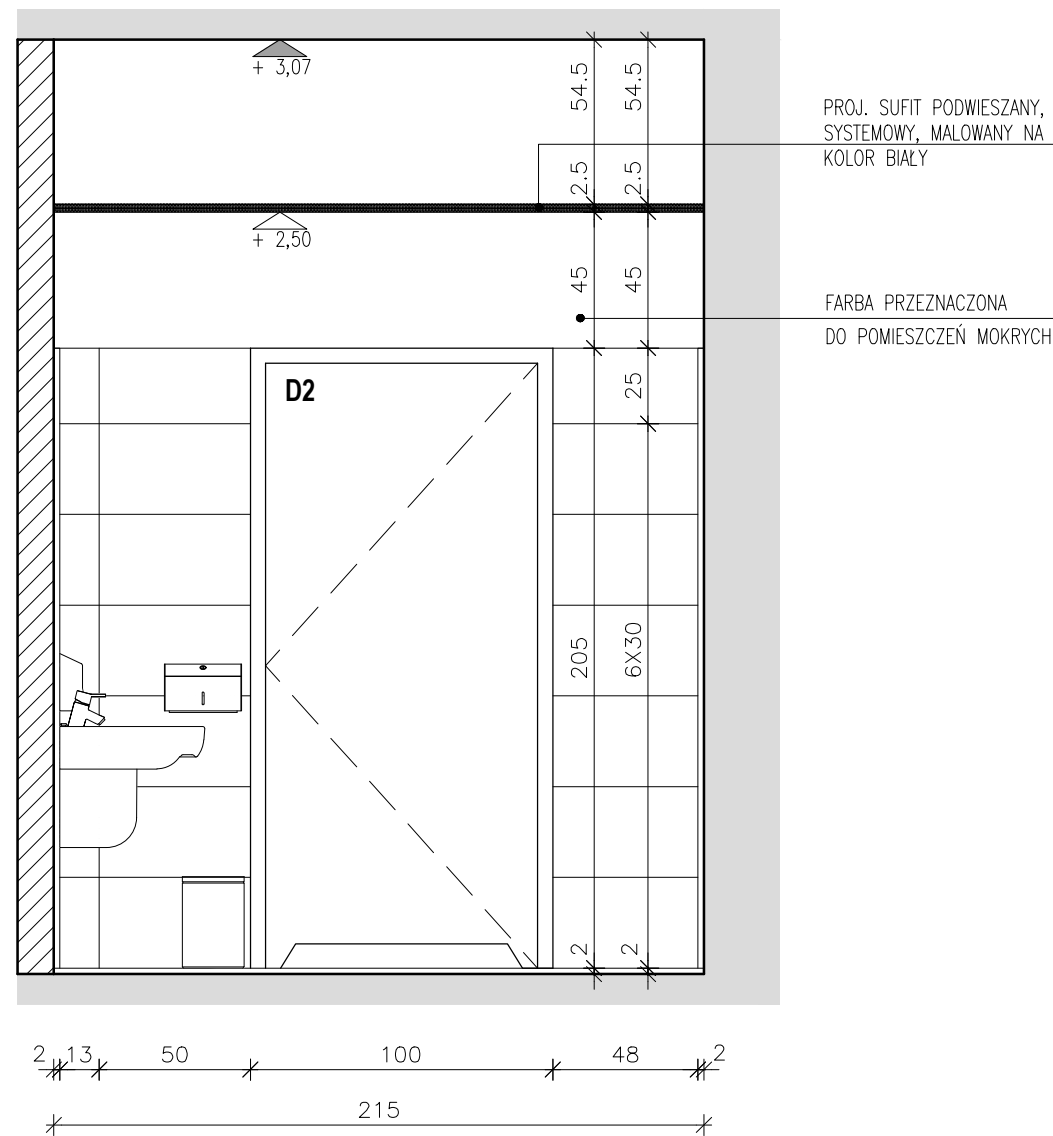 + 3,07
54.5
54.5
PROJ. SUFIT PODWIESZANY,
SYSTEMOWY, MALOWANY NA
KOLOR BIAŁY
2.5
2.5
+ 2,50
45
45
FARBA PRZEZNACZONA
DO POMIESZCZEŃ MOKRYCH
D2
25
205
6X30
2
2
2
13
50
100
48
2
215